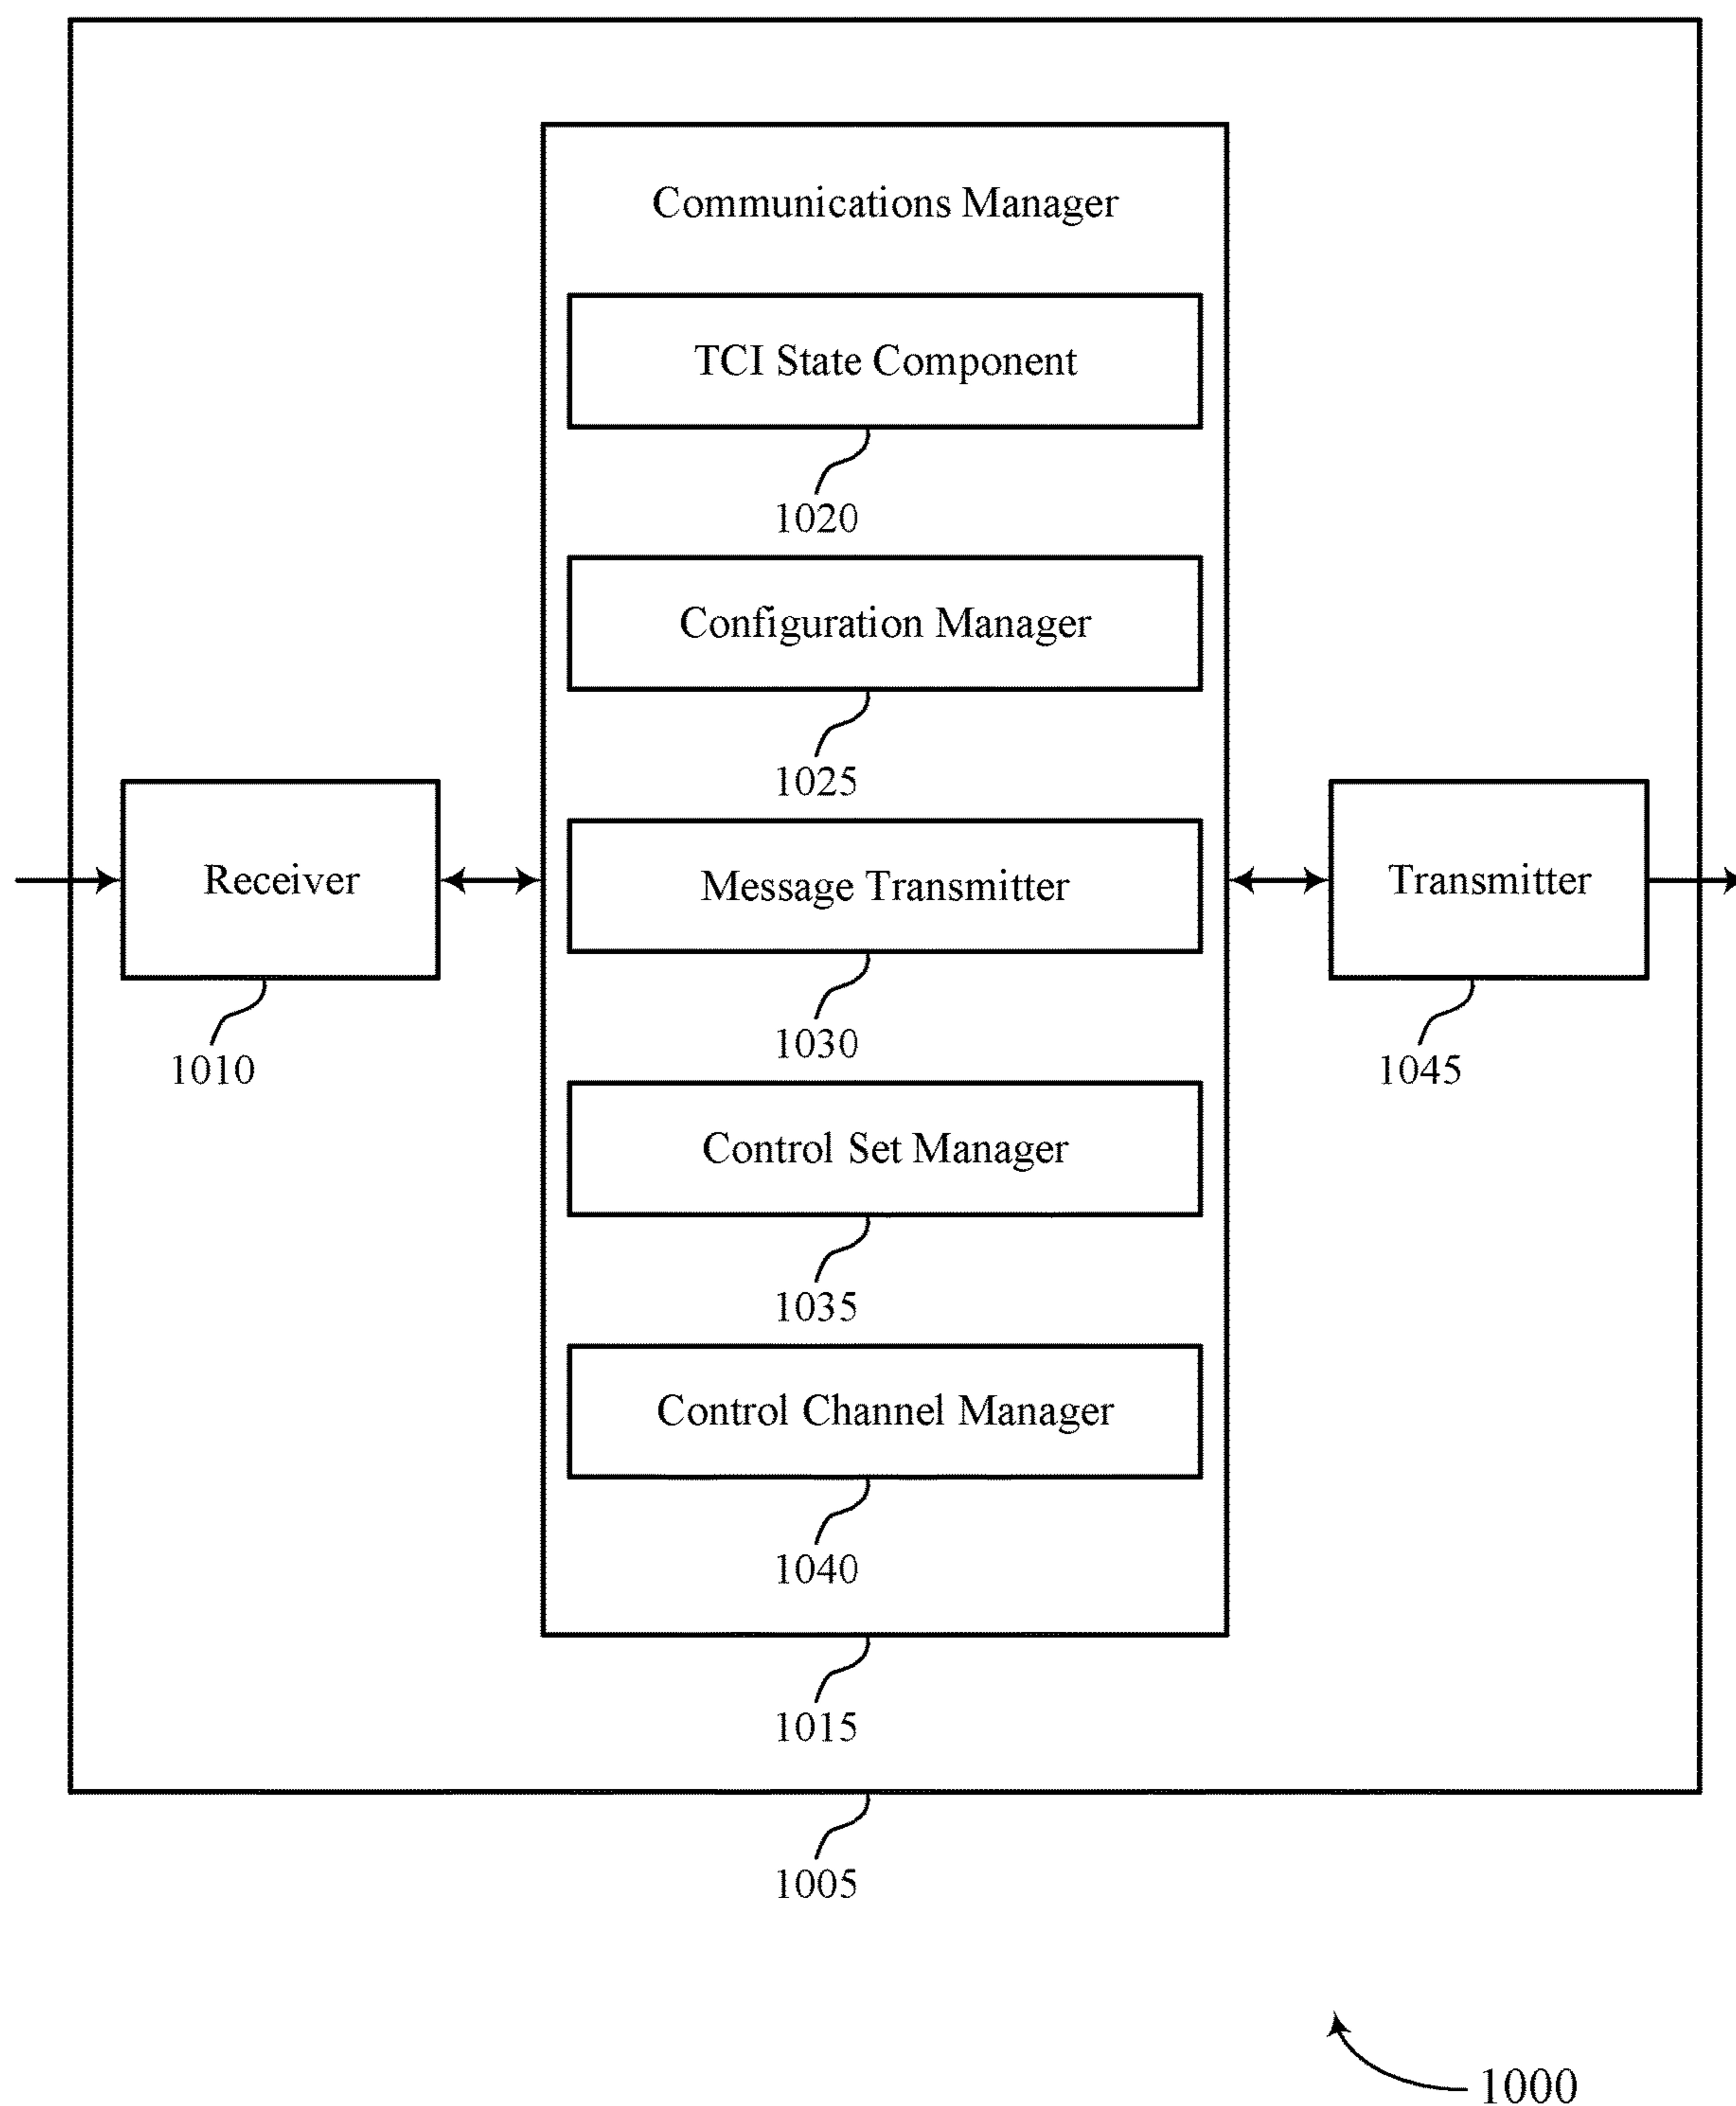 Communications Manager
TCI State Component
1020
Configuration Manager
1025
Receiver
1010
Message Transmitter
1030
Transmitter
1045
Control Set Manager
1035
Control Channel Manager
1040
1015
1005
1000